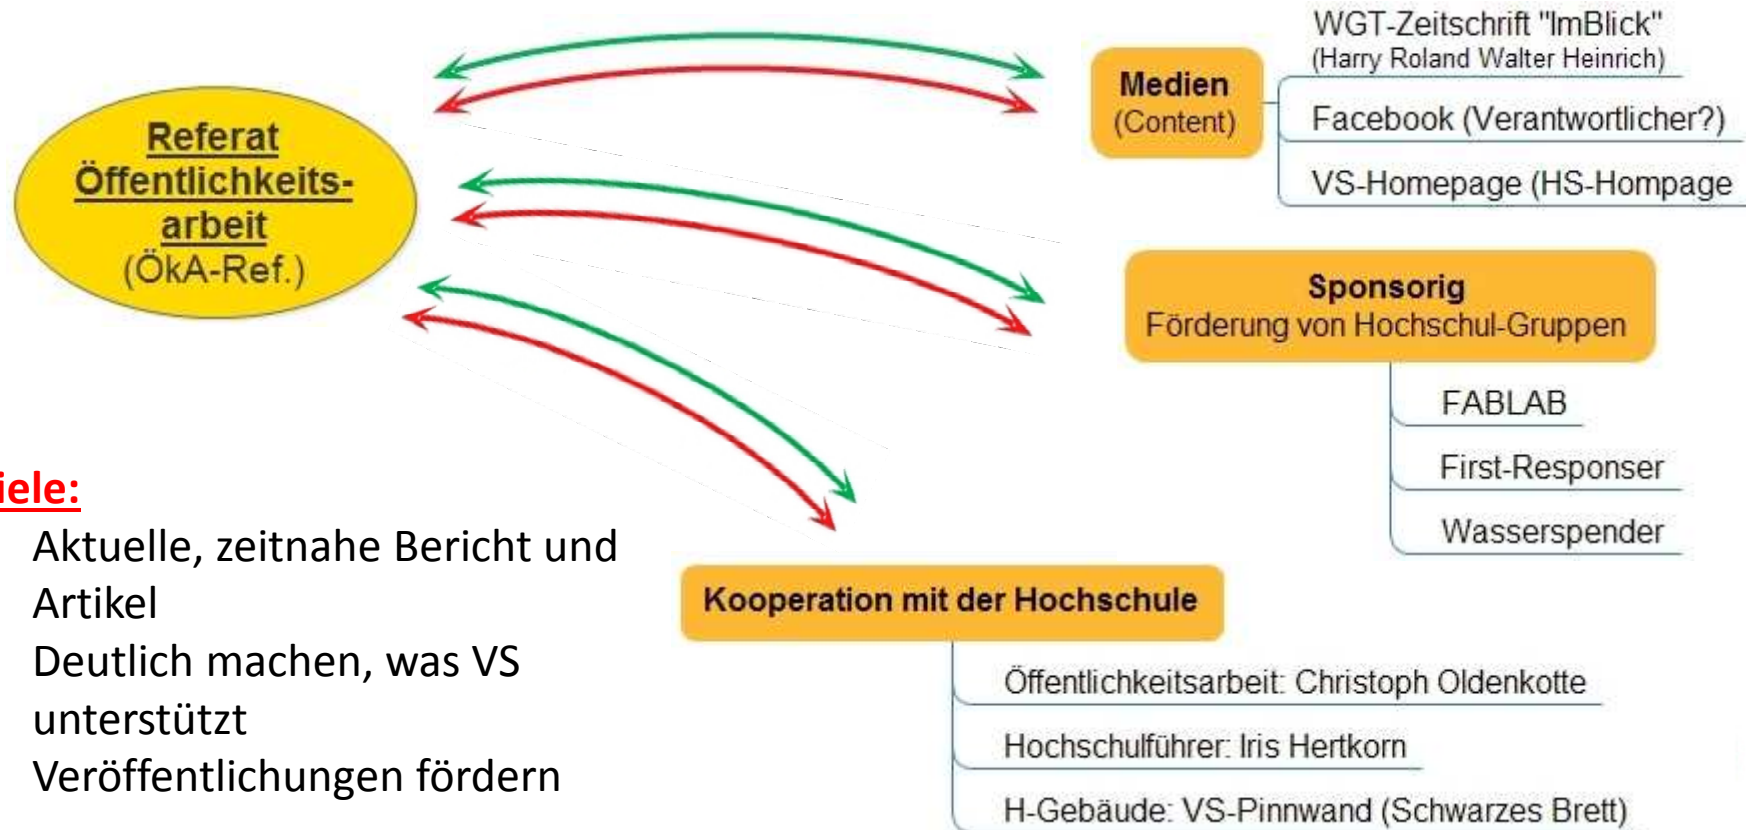 Referat
Öffentlichkeits-
arbeit
(ÖkA-Ref.)
Medien
(Content)
WGT-Zeitschrift "ImBlick"
(Harry Roland Walter Heinrich)
Facebook (Verantwortlicher?)
VS-Homepage (HS-Hompage
Sponsorig
Förderung von Hochschul-Gruppen
FABLAB
First-Responser
Wasserspender
iele:
Aktuelle, zeitnahe Bericht und
Artikel
Deutlich machen, was VS
unterstützt
Veröffentlichungen fördern
Kooperation mit der Hochschule
Öffentlichkeitsarbeit: Christoph Oldenkotte
Hochschulführer: Iris Hertkorn
H-Gebäude: VS-Pinnwand (Schwarzes Brett)